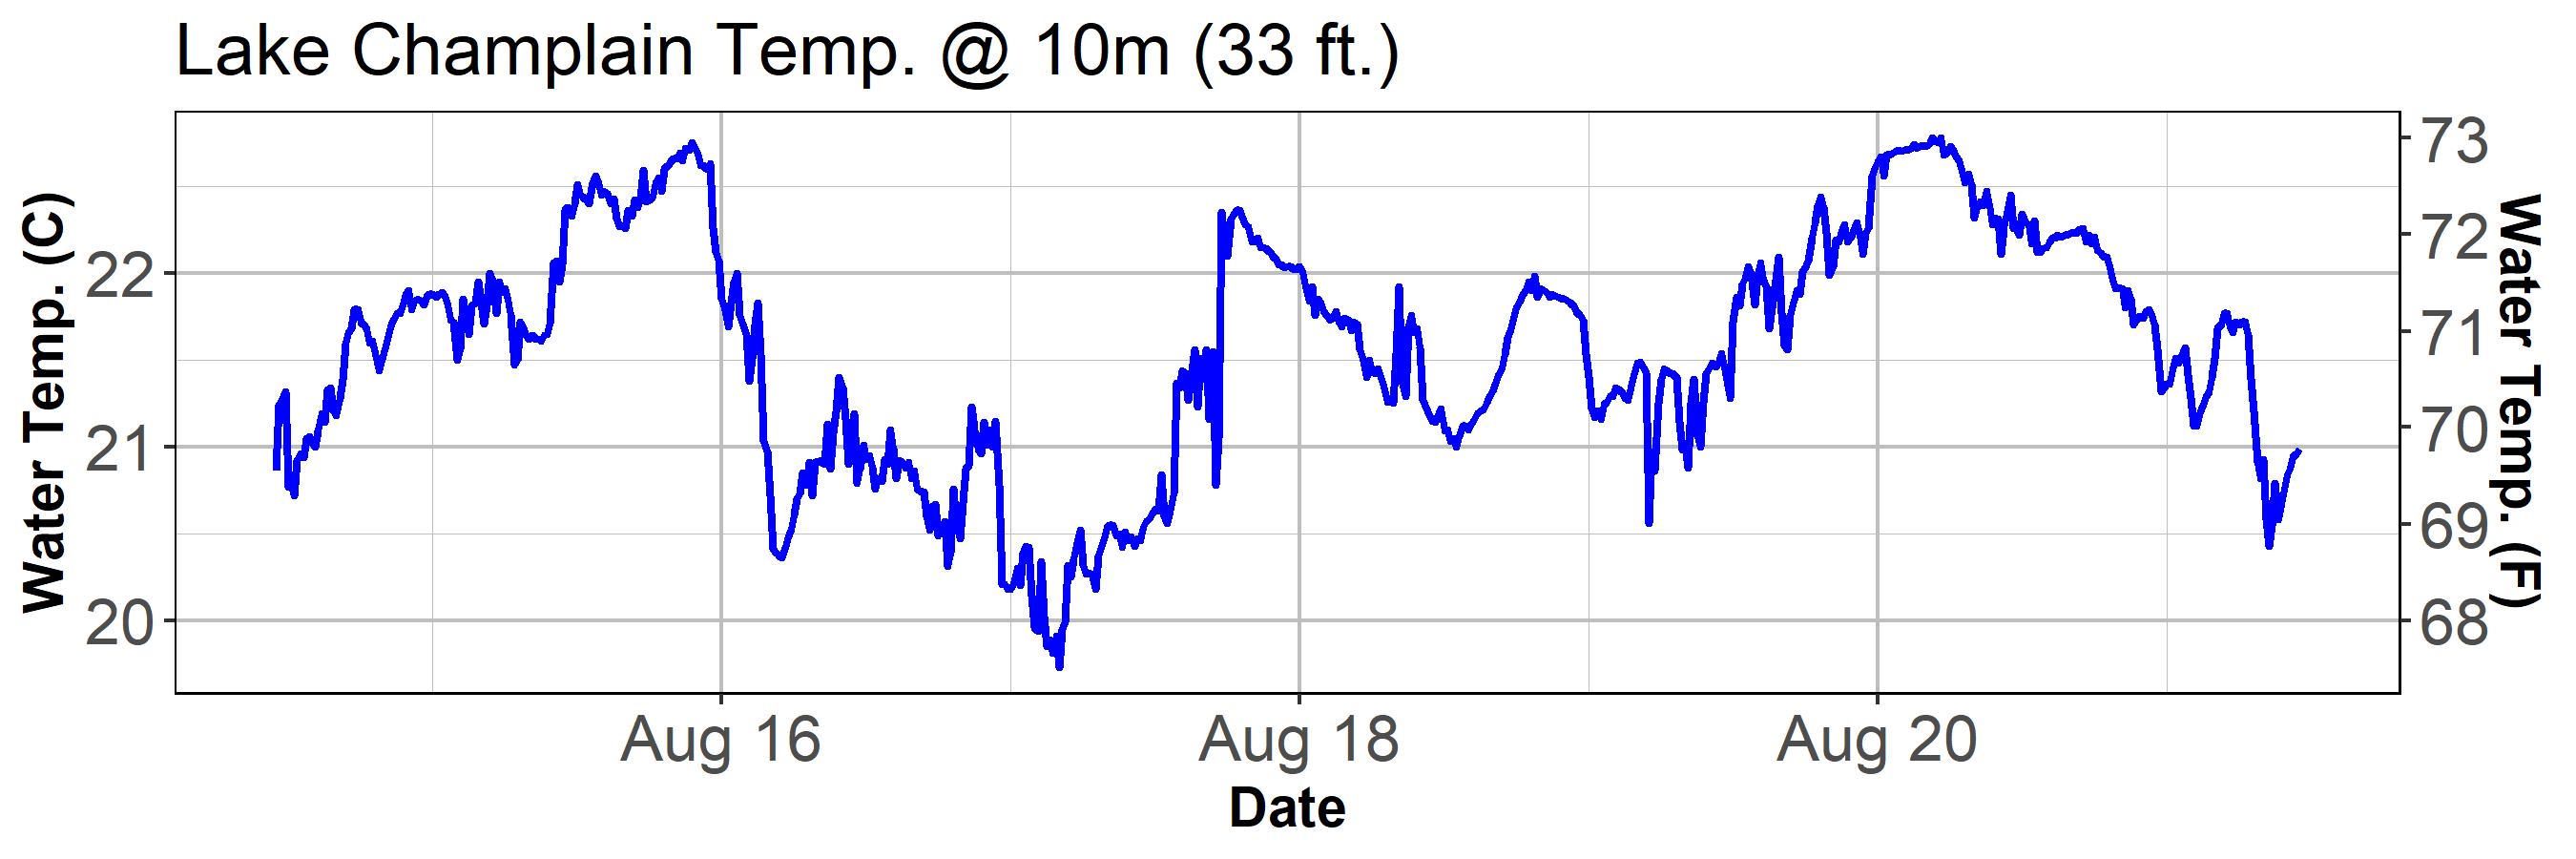 Lake Champlain Temp. @ 10m (33 ft.)
Water Temp. (C)
22
21
20
73
72
71
70
69
68
Water Temp. (F)
Aug 16
Aug 18
Aug 20
Date